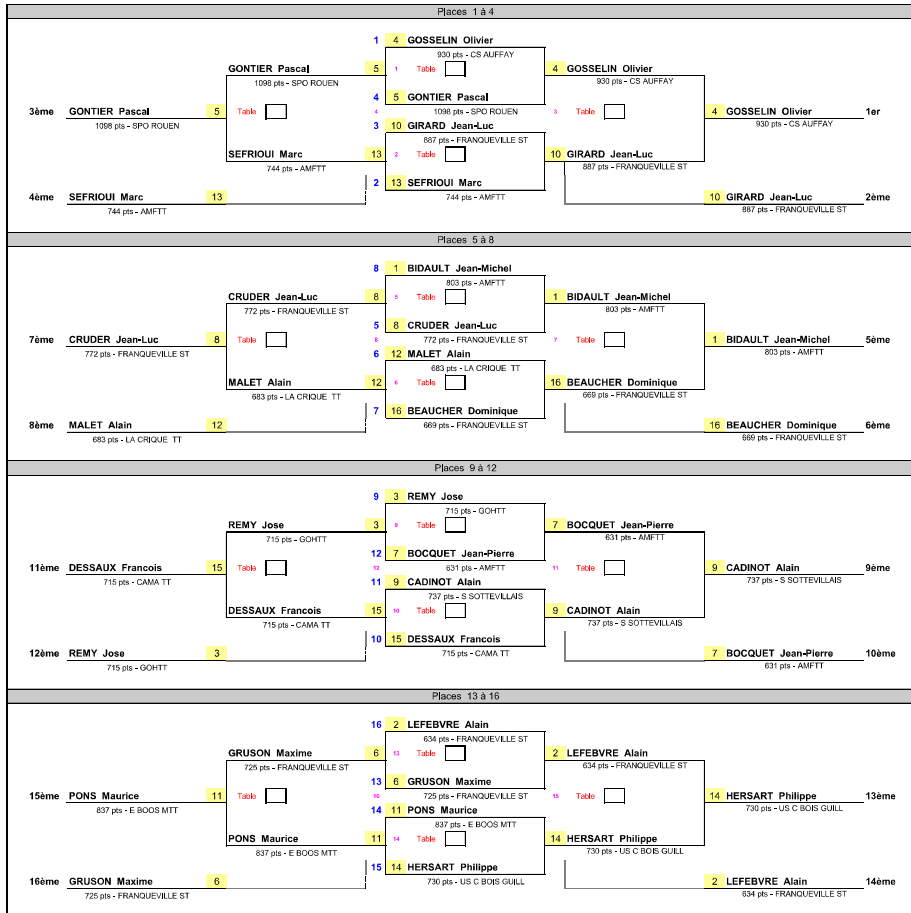 Places 1 à 4
1 4 GOSSELIN Olivier
930 pts - CS AUFFAY
GONTIER Pascal 5 1 Table 4 GOSSELIN Olivier
1098 pts - SPO ROUEN 930 pts - CS AUFFAY
4 5 GONTIER Pascal
3ème GONTIER Pascal 5 Table 4 1098 pts - SPO ROUEN 3 Table 4 GOSSELIN Olivier 1er
1098 pts - SPO ROUEN 930 pts - CS AUFFAY
3 10 GIRARD Jean-Luc
887 pts - FRANQUEVILLE ST
SEFRIOUI Marc 13 2 Table 10 GIRARD Jean-Luc
744 pts - AMFTT 887 pts - FRANQUEVILLE ST
2 13 SEFRIOUI Marc
744 pts - AMFTT
4ème SEFRIOUI Marc 13 10 GIRARD Jean-Luc 2ème
744 pts - AMFTT 887 pts - FRANQUEVILLE ST
Places 5 à 8
8 1 BIDAULT Jean-Michel
803 pts - AMFTT
CRUDER Jean-Luc 8 5 Table 1 BIDAULT Jean-Michel
772 pts - FRANQUEVILLE ST 803 pts - AMFTT
5 8 CRUDER Jean-Luc
7ème CRUDER Jean-Luc 8 Table 8 772 pts - FRANQUEVILLE ST 7 Table 1 BIDAULT Jean-Michel 5ème
772 pts - FRANQUEVILLE ST 803 pts - AMFTT
6 12 MALET Alain
683 pts - LA CRIQUE TT
MALET Alain 12 6 Table 16 BEAUCHER Dominique
683 pts - LA CRIQUE TT 669 pts - FRANQUEVILLE ST
7 16 BEAUCHER Dominique
669 pts - FRANQUEVILLE ST
8ème MALET Alain 12 16 BEAUCHER Dominique 6ème
683 pts - LA CRIQUE TT 669 pts - FRANQUEVILLE ST
Places 9 à 12
9 3 REMY Jose
715 pts - GOHTT
REMY Jose 3 9 Table 7 BOCQUET Jean-Pierre
715 pts - GOHTT 631 pts - AMFTT
12 7 BOCQUET Jean-Pierre
11ème DESSAUX Francois 15 Table 12 631 pts - AMFTT 11 Table 9 CADINOT Alain 9ème
715 pts - CAMA TT 737 pts - S SOTTEVILLAIS
11 9 CADINOT Alain
737 pts - S SOTTEVILLAIS
DESSAUX Francois 15 10 Table 9 CADINOT Alain
715 pts - CAMA TT 737 pts - S SOTTEVILLAIS
10 15 DESSAUX Francois
715 pts - CAMA TT
12ème REMY Jose 3 7 BOCQUET Jean-Pierre 10ème
715 pts - GOHTT 631 pts - AMFTT
Places 13 à 16
16 2 LEFEBVRE Alain
634 pts - FRANQUEVILLE ST
GRUSON Maxime 6 13 Table 2 LEFEBVRE Alain
725 pts - FRANQUEVILLE ST 634 pts - FRANQUEVILLE ST
13 6 GRUSON Maxime
15ème PONS Maurice 11 Table 16 725 pts - FRANQUEVILLE ST 15 Table 14 HERSART Philippe 13ème
837 pts - E BOOS MTT 730 pts - US C BOIS GUILL
14 11 PONS Maurice
837 pts - E BOOS MTT
PONS Maurice 11 14 Table 14 HERSART Philippe
837 pts - E BOOS MTT 730 pts - US C BOIS GUILL
15 14 HERSART Philippe
730 pts - US C BOIS GUILL
16ème GRUSON Maxime 6 2 LEFEBVRE Alain 14ème
725 pts - FRANQUEVILLE ST 634 pts - FRANQUEVILLE ST